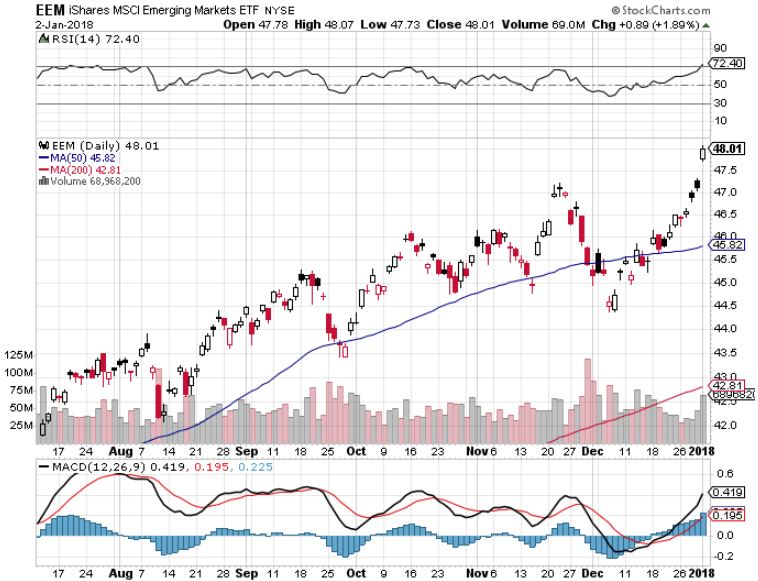 EEM iShares MSCI Emerging Markets ETF NYSE © StockCharts.com
2-Jan-2018 Open 47.78 High 48.07 Low 47.73 Close 48.01 Volume 69.0M Chg +0.89 (+1.89%)
RSI(14) 72.40
90
72.40
50
30
10
EEM (Daily) 48.01
MA(50) 45.82
MA(200) 42.81
Volume 68,968,200
48.01
47.5
47.0
46.5
46.0
45.82
45.5
45.0
44.5
44.0
43.5
43.0
42.81
42.5
42.0
125M
100M
75M
50M
25M
17 24 Aug 7 14 21 28 Sep 11 18 25 Oct 9 16 23 Nov 6 13 20 27 Dec 11 18 26 2018
MACD(12,26,9) 0.419, 0.195, 0.225
0.6
0.419
0.195
0.0
-0.2
17 24 Aug 7 14 21 28 Sep 11 18 25 Oct 9 16 23 Nov 6 13 20 27 Dec 11 18 26 2018